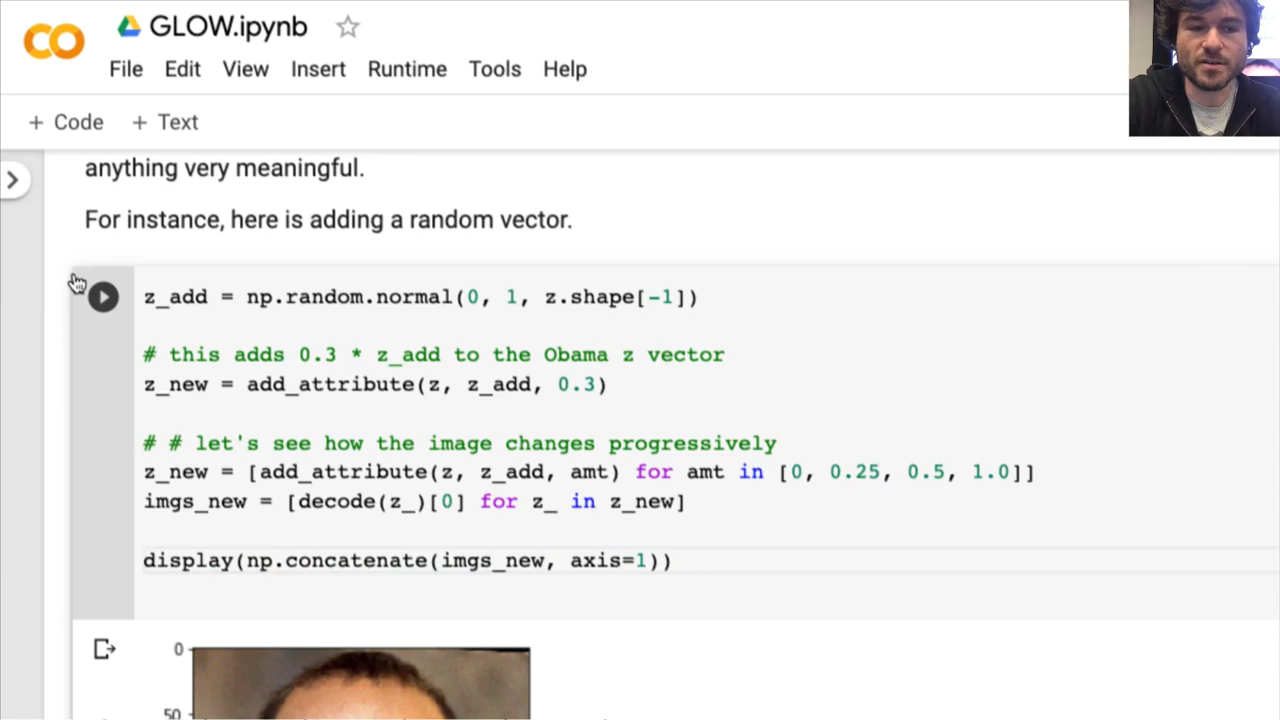 GLOW.ipynb
File Edit View Insert Runtime Tools Help
+ Code + Text
anything very meaningful.
For instance, here is adding a random vector.
z_add = np.random.normal(0, 1, z.shape[-1])
# this adds 0.3 * z_add to the Obama z vector
z_new = add_attribute(z, z_add, 0.3)
# # let's see how the image changes progressively
z_new = [add_attribute(z, z_add, amt) for amt in [0, 0.25, 0.5, 1.0]]
imgs_new = [decode(z_)[0] for z_ in z_new]
display(np.concatenate(imgs_new, axis=1))
0
50